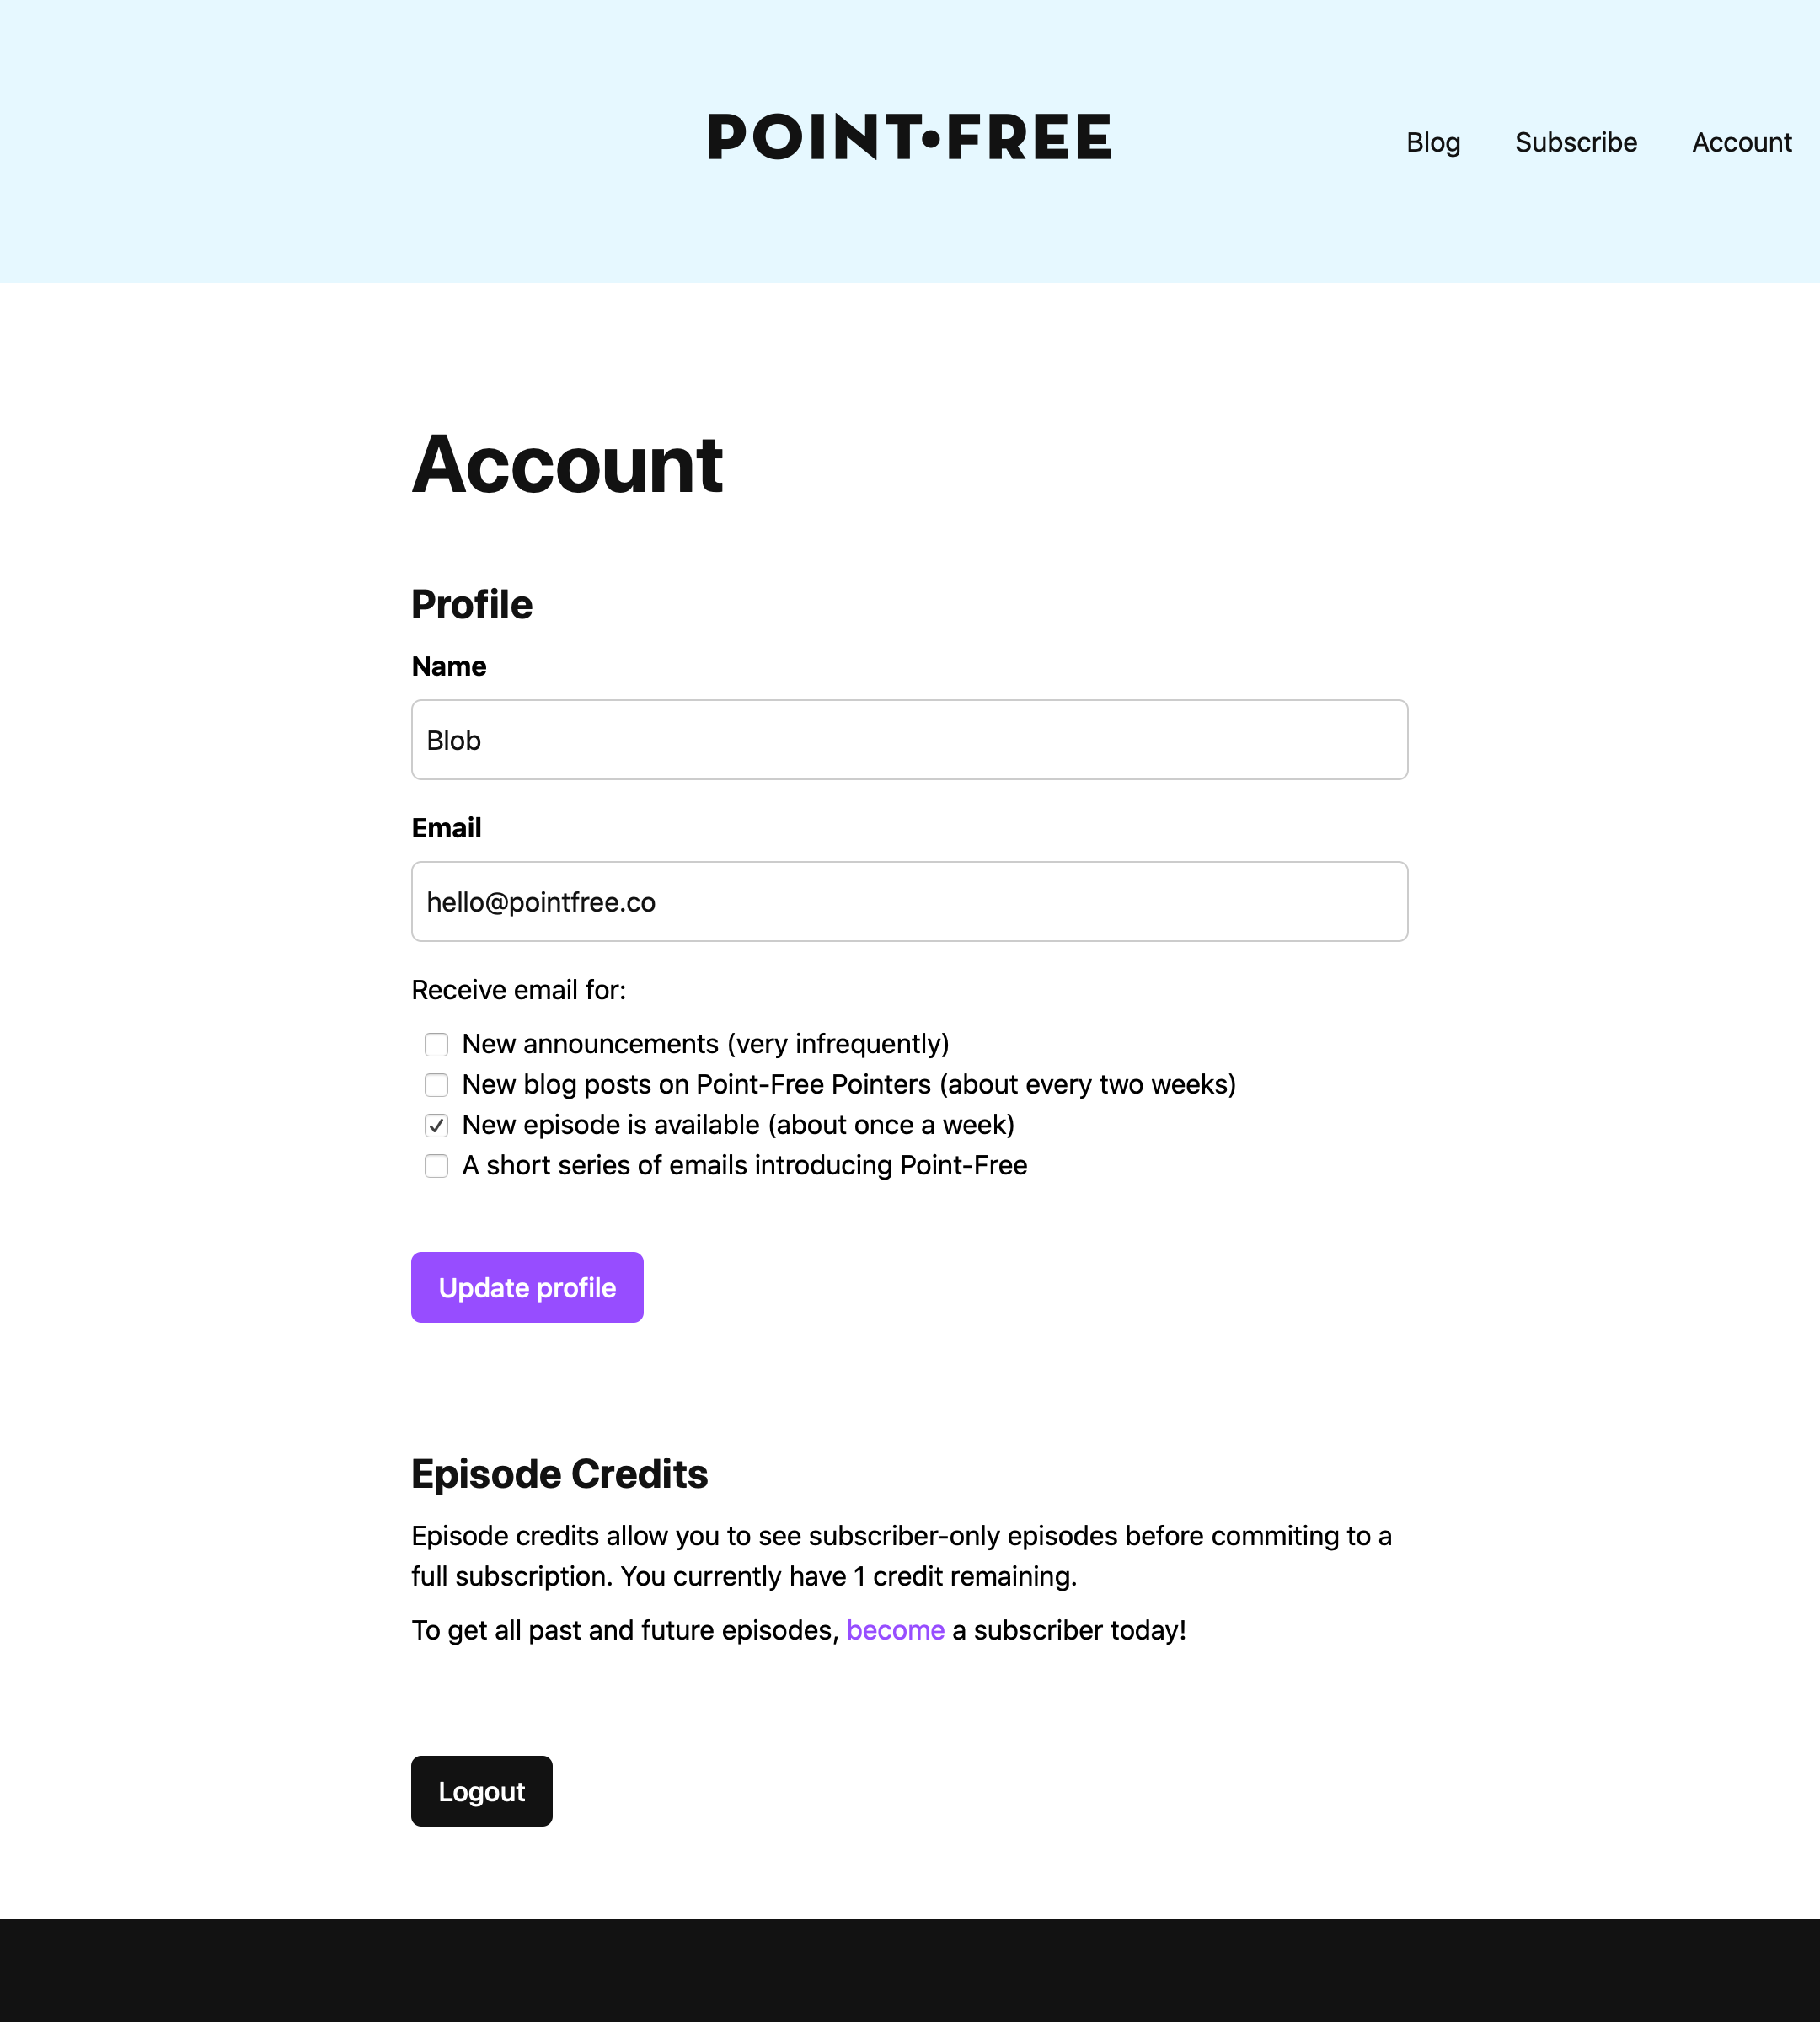 POINT•FREE
Blog
Subscribe
Account
Account
Profile
Name
Blob
Email
hello@pointfree.co
Receive email for:
New announcements (very infrequently)
New blog posts on Point-Free Pointers (about every two weeks)
New episode is available (about once a week)
A short series of emails introducing Point-Free
Update profile
Episode Credits
Episode credits allow you to see subscriber-only episodes before commiting to a
full subscription. You currently have 1 credit remaining.
To get all past and future episodes, become a subscriber today!
Logout